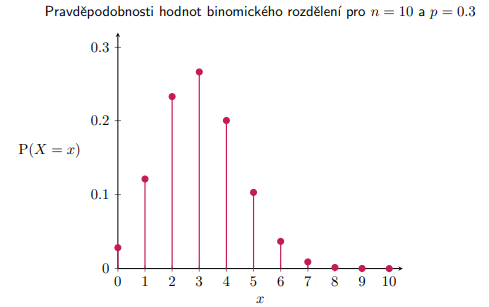 Pravděpodobnosti hodnot binomického rozdělení pro n = 10 a p = 0.3
0.3
0.2
P(X = x)
0.1
0
0 1 2 3 4 5 6 7 8 9 10
x